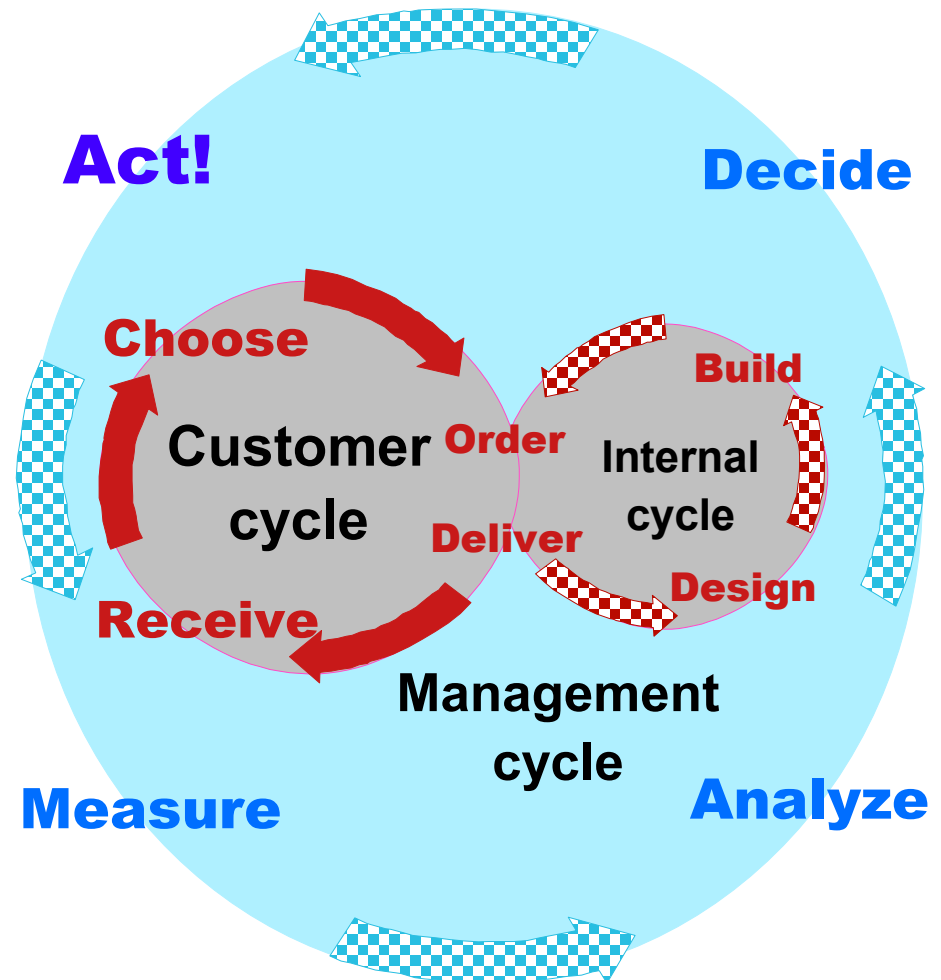 Act!
Decide
Choose
Build
Customer
cycle
Order
Internal
cycle
Deliver
Design
Receive
Management
cycle
Measure
Analyze